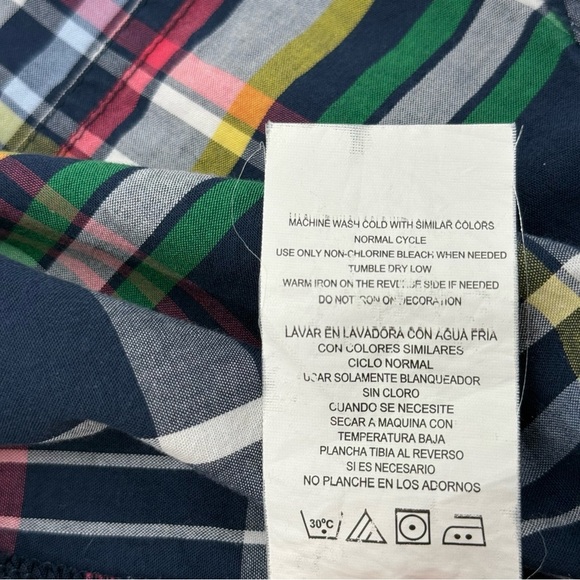 MACHINE WASH COLD WITH SIMILAR COLORS
NORMAL CYCLE
USE ONLY NON-CHLORINE BLEACH WHEN NEEDED
TUMBLE DRY LOW
WARM IRON ON THE REVERSE SIDE IF NEEDED
DO NOT IRON ON DECORATION
LAVAR EN LAVADORA CON AGUA FRIA
CON COLORES SIMILARES
CICLO NORMAL
USAR SOLAMENTE BLANQUEADOR
SIN CLORO
CUANDO SE NECESITE
SECAR A MAQUINA CON
TEMPERATURA BAJA
PLANCHA TIBIA AL REVERSO
SI ES NECESARIO
NO PLANCHE EN LOS ADORNOS
30°C